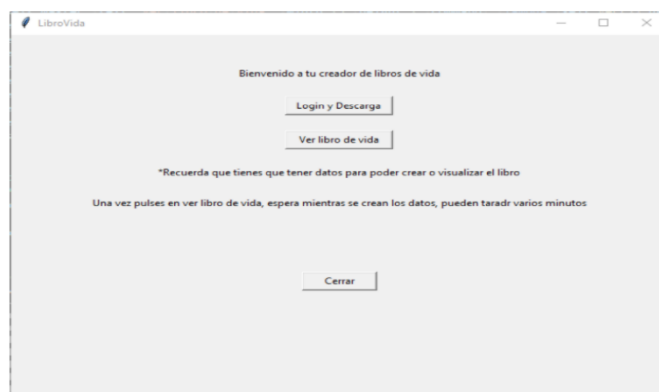 LibroVida
Bienvenido a tu creador de libros de vida
Login y Descarga
Ver libro de vida
*Recuerda que tienes que tener datos para poder crear o visualizar el libro
Una vez pulses en ver libro de vida, espera mientras se crean los datos, pueden taradr varios minutos
Cerrar